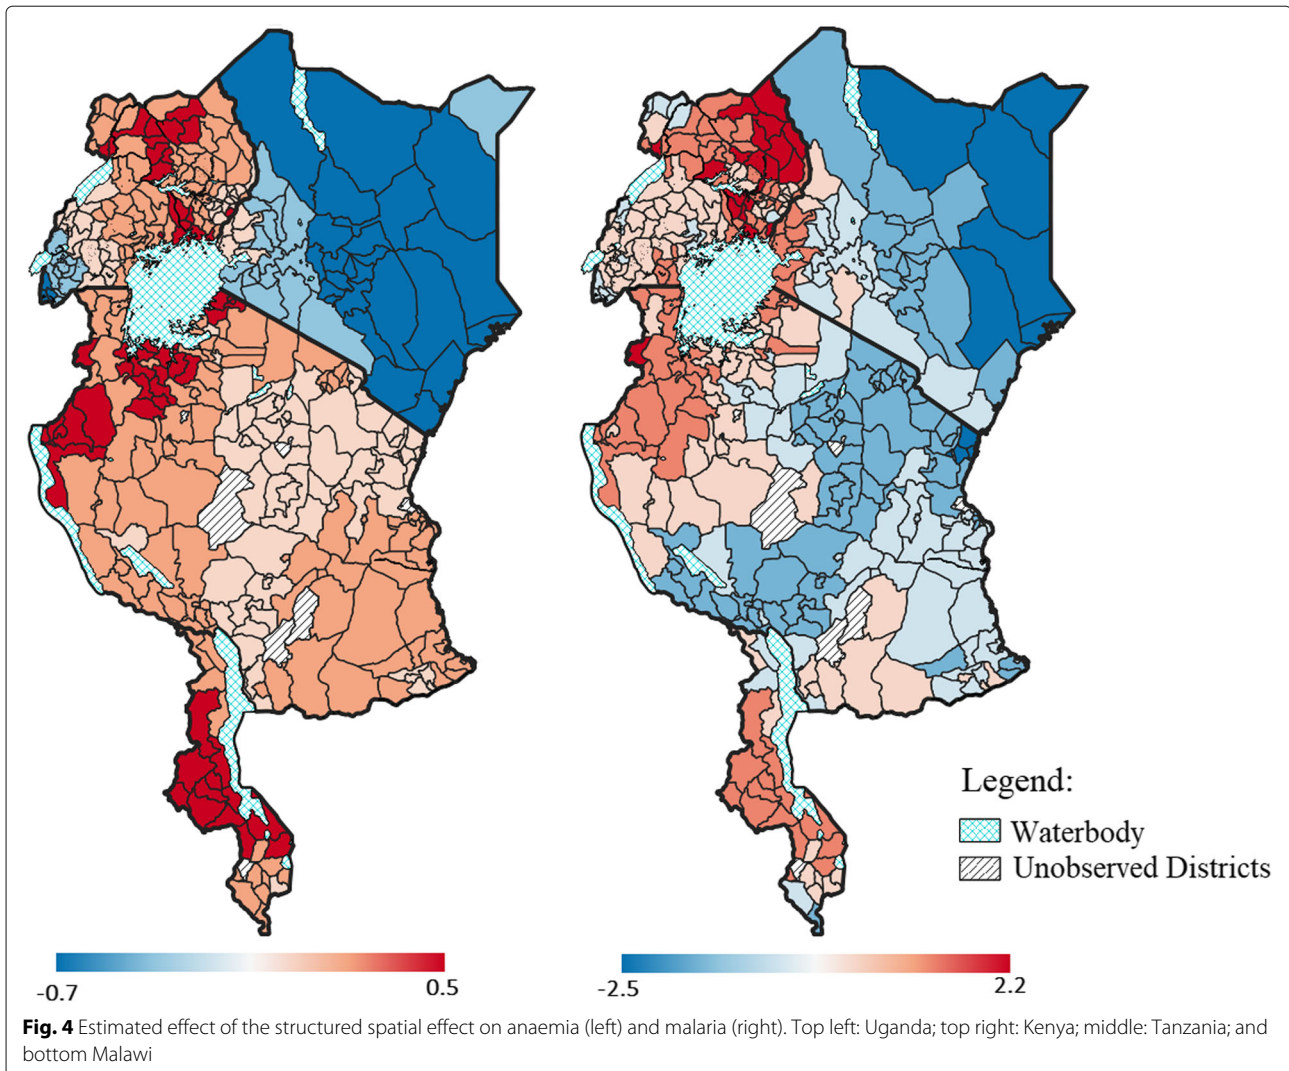 Legend:
Waterbody
Unobserved Districts
-0.7 0.5 -2.5 2.2
Fig. 4 Estimated effect of the structured spatial effect on anaemia (left) and malaria (right). Top left: Uganda; top right: Kenya; middle: Tanzania; and
bottom Malawi